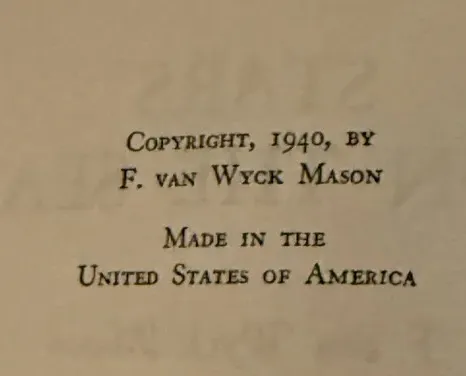 COPYRIGHT, 1940, BY
F. VAN WYCK MASON
MADE IN THE
UNITED STATES OF AMERICA